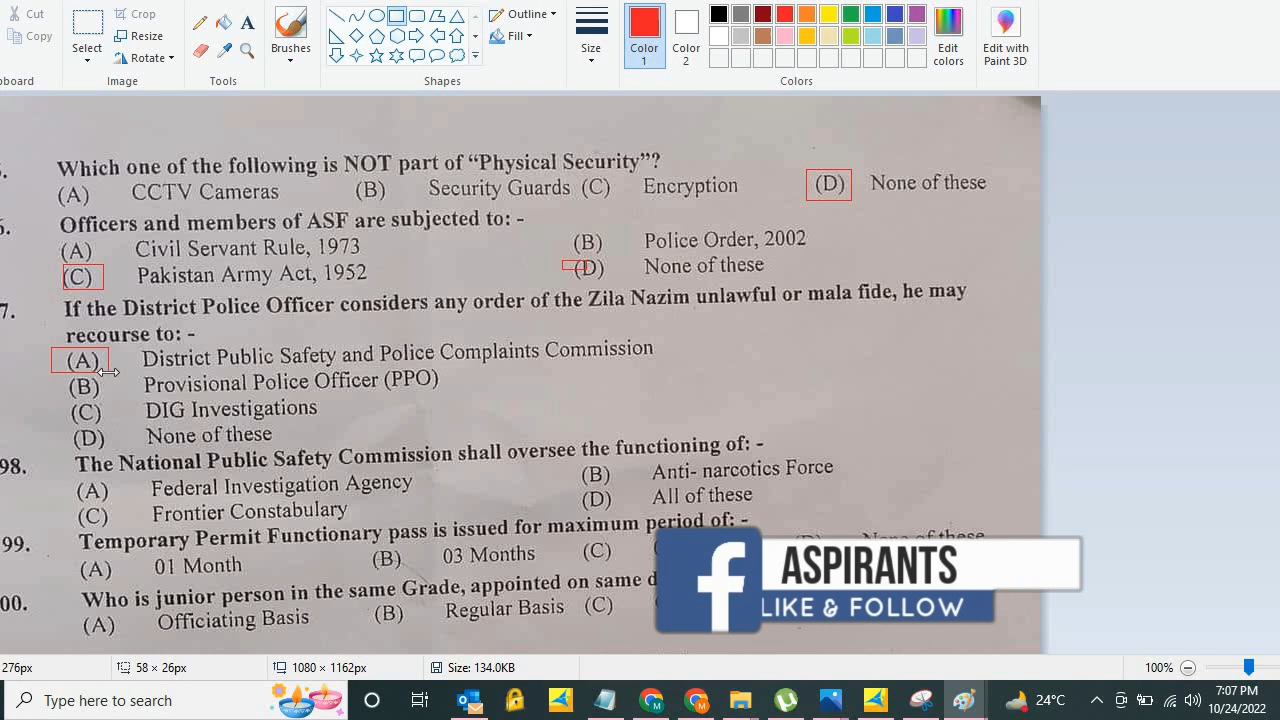 Cut
Copy
Select
Crop
Resize
Rotate
Brushes
Outline
Fill
Size
Color 1
Color 2
Edit colors
Edit with Paint 3D
Image
Tools
Shapes
Colors
Which one of the following is NOT part of “Physical Security”?
(A) CCTV Cameras (B) Security Guards (C) Encryption (D) None of these
Officers and members of ASF are subjected to: -
(A) Civil Servant Rule, 1973 (B) Police Order, 2002
(C) Pakistan Army Act, 1952 (D) None of these
7. If the District Police Officer considers any order of the Zila Nazim unlawful or mala fide, he may
recourse to: -
(A) District Public Safety and Police Complaints Commission
(B) Provisional Police Officer (PPO)
(C) DIG Investigations
(D) None of these
98. The National Public Safety Commission shall oversee the functioning of: -
(A) Federal Investigation Agency (B) Anti- narcotics Force
(C) Frontier Constabulary (D) All of these
99. Temporary Permit Functionary pass is issued for maximum period of: -
(A) 01 Month (B) 03 Months (C) None of these
00. Who is junior person in the same Grade, appointed on same
(A) Officiating Basis (B) Regular Basis (C)
f ASPIRANTS
LIKE & FOLLOW
276px 58 × 26px 1080 × 1162px Size: 134.0KB 100%
Type here to search 24°C 7:07 PM
10/24/2022